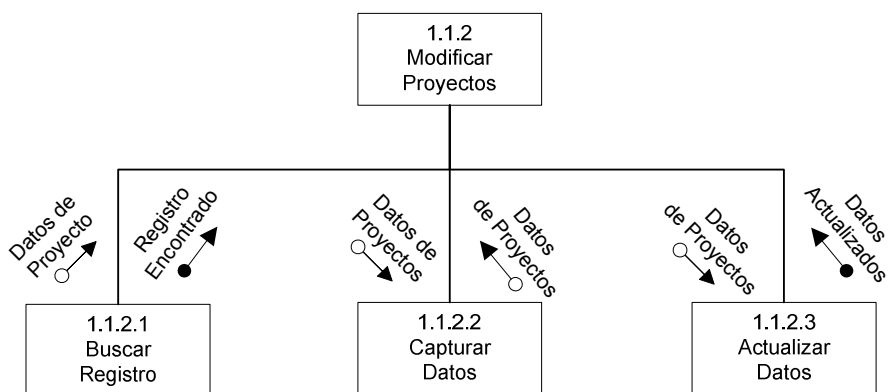 1.1.2
Modificar
Proyectos
Datos de
Proyecto
Registro
Encontrado
Datos de
Proyectos
Datos
de Proyectos
Datos
de Proyectos
Datos
Actualizados
1.1.2.1
Buscar
Registro
1.1.2.2
Capturar
Datos
1.1.2.3
Actualizar
Datos